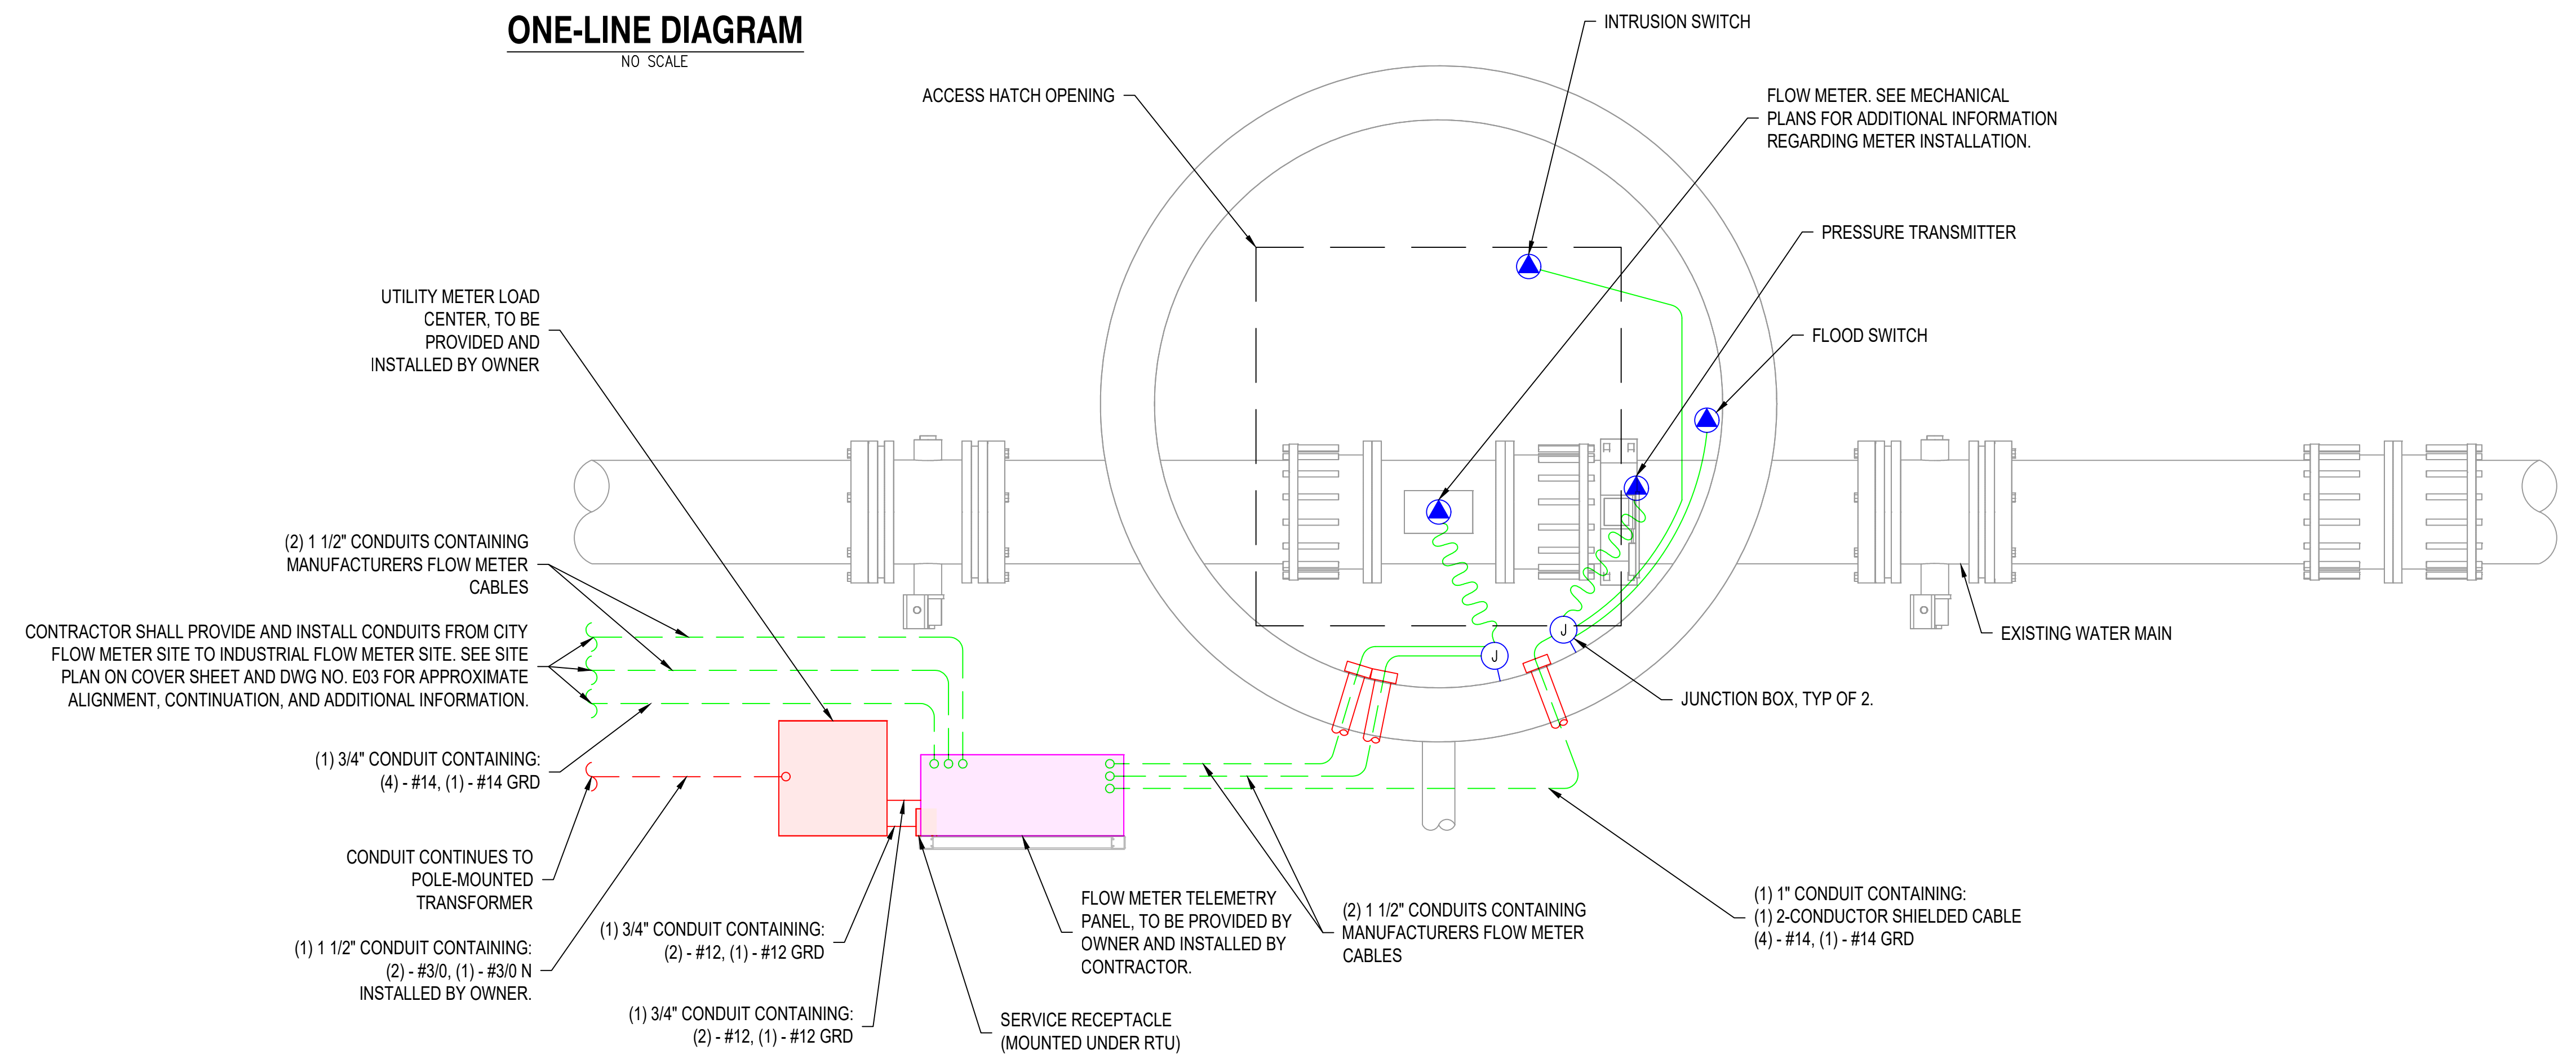 ONE-LINE DIAGRAM
NO SCALE
INTRUSION SWITCH
ACCESS HATCH OPENING
FLOW METER. SEE MECHANICAL
PLANS FOR ADDITIONAL INFORMATION
REGARDING METER INSTALLATION.
PRESSURE TRANSMITTER
FLOOD SWITCH
UTILITY METER LOAD
CENTER, TO BE
PROVIDED AND
INSTALLED BY OWNER
(2) 1 1/2" CONDUITS CONTAINING
MANUFACTURERS FLOW METER
CABLES
CONTRACTOR SHALL PROVIDE AND INSTALL CONDUITS FROM CITY
FLOW METER SITE TO INDUSTRIAL FLOW METER SITE. SEE SITE
PLAN ON COVER SHEET AND DWG NO. E03 FOR APPROXIMATE
ALIGNMENT, CONTINUATION, AND ADDITIONAL INFORMATION.
J
J
EXISTING WATER MAIN
JUNCTION BOX, TYP OF 2.
(1) 3/4" CONDUIT CONTAINING:
(4) - #14, (1) - #14 GRD
CONDUIT CONTINUES TO
POLE-MOUNTED
TRANSFORMER
(1) 1 1/2" CONDUIT CONTAINING:
(2) - #3/0, (1) - #3/0 N
INSTALLED BY OWNER.
(1) 3/4" CONDUIT CONTAINING:
(2) - #12, (1) - #12 GRD
(1) 3/4" CONDUIT CONTAINING:
(2) - #12, (1) - #12 GRD
SERVICE RECEPTACLE
(MOUNTED UNDER RTU)
FLOW METER TELEMETRY
PANEL, TO BE PROVIDED BY
OWNER AND INSTALLED BY
CONTRACTOR.
(2) 1 1/2" CONDUITS CONTAINING
MANUFACTURERS FLOW METER
CABLES
(1) 1" CONDUIT CONTAINING:
(1) 2-CONDUCTOR SHIELDED CABLE
(4) - #14, (1) - #14 GRD